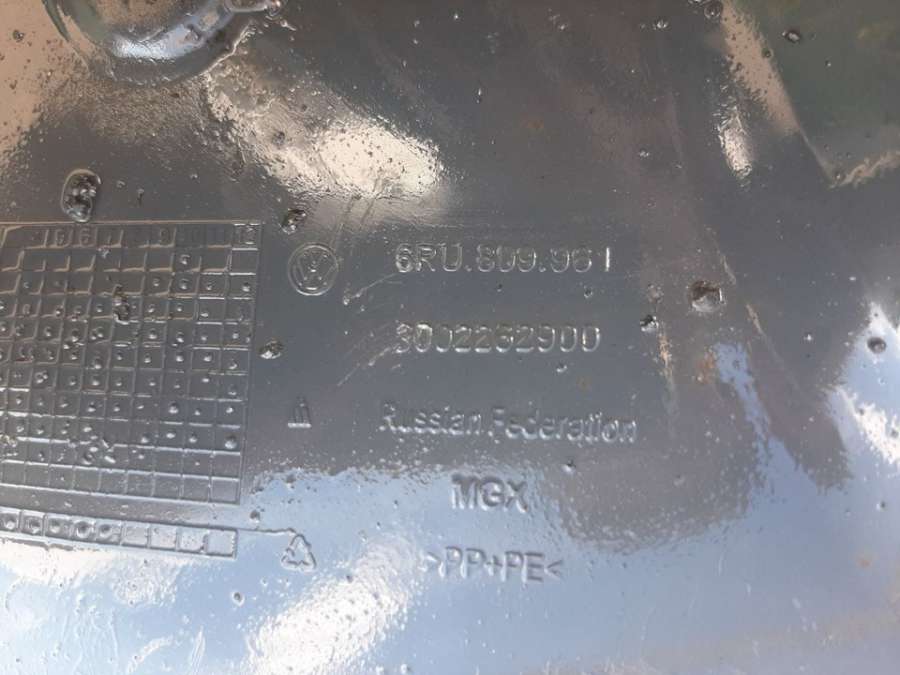 6RU.809.961
3002262900
Russian Federation
MGX
>PP+PE<